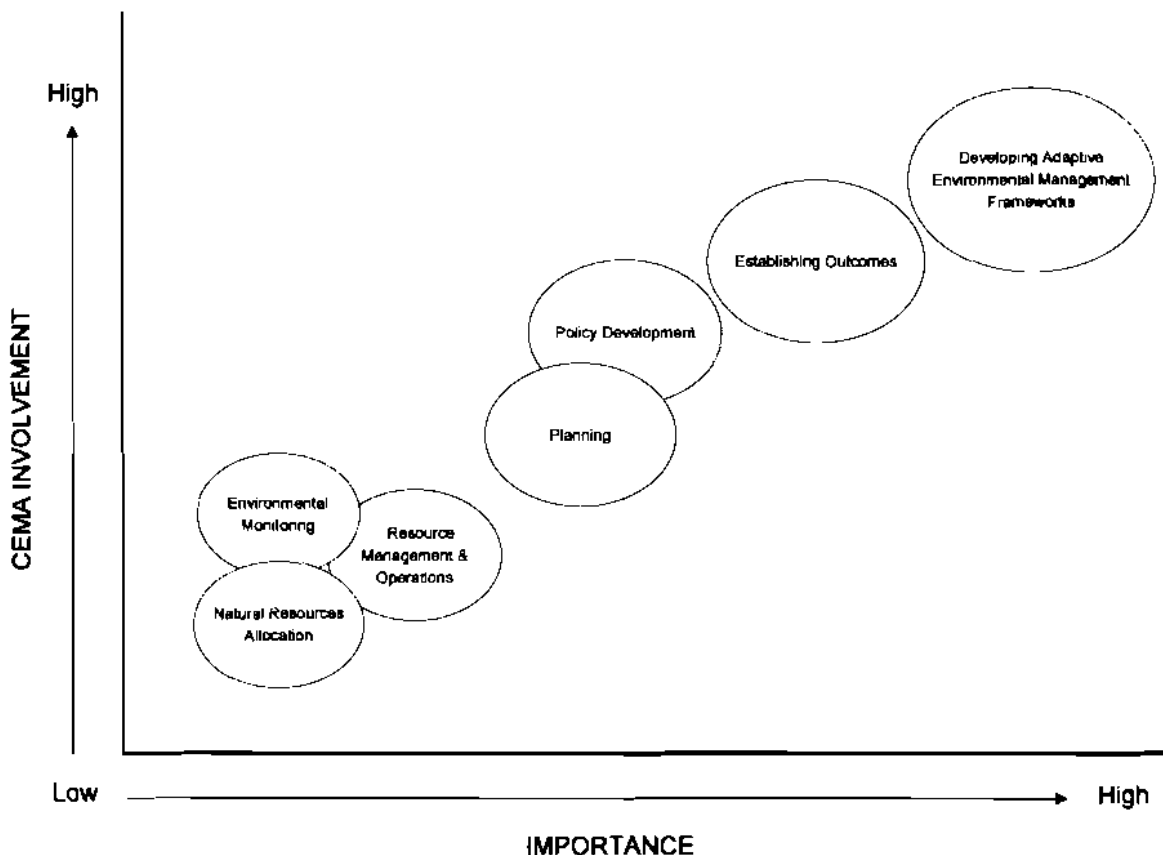 High
Developing Adaptive
Environmental Management
Frameworks
Establishing Outcomes
Policy Development
Planning
CEMA INVOLVEMENT
Environmental
Monitoring
Resource
Management &
Operations
Natural Resources
Allocation
Low
High
IMPORTANCE